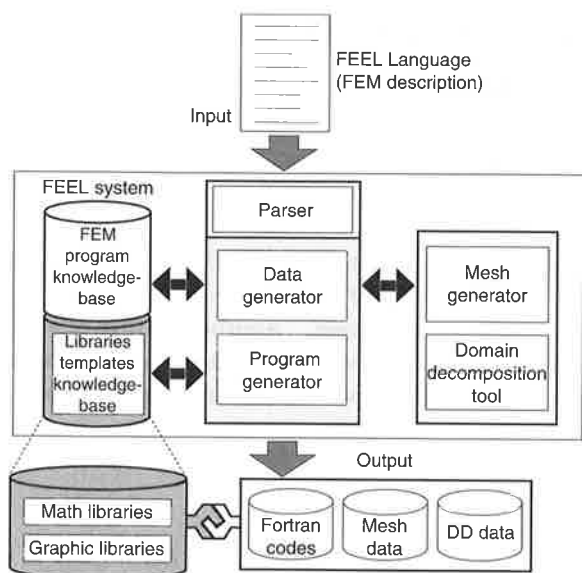 FEEL Language
(FEM description)
Input
FEEL system
FEM
program
knowledge-
base
Libraries
templates
knowledge-
base
Parser
Data
generator
Program
generator
Mesh
generator
Domain
decomposition
tool
Output
Math libraries
Graphic libraries
Fortran
codes
Mesh
data
DD data